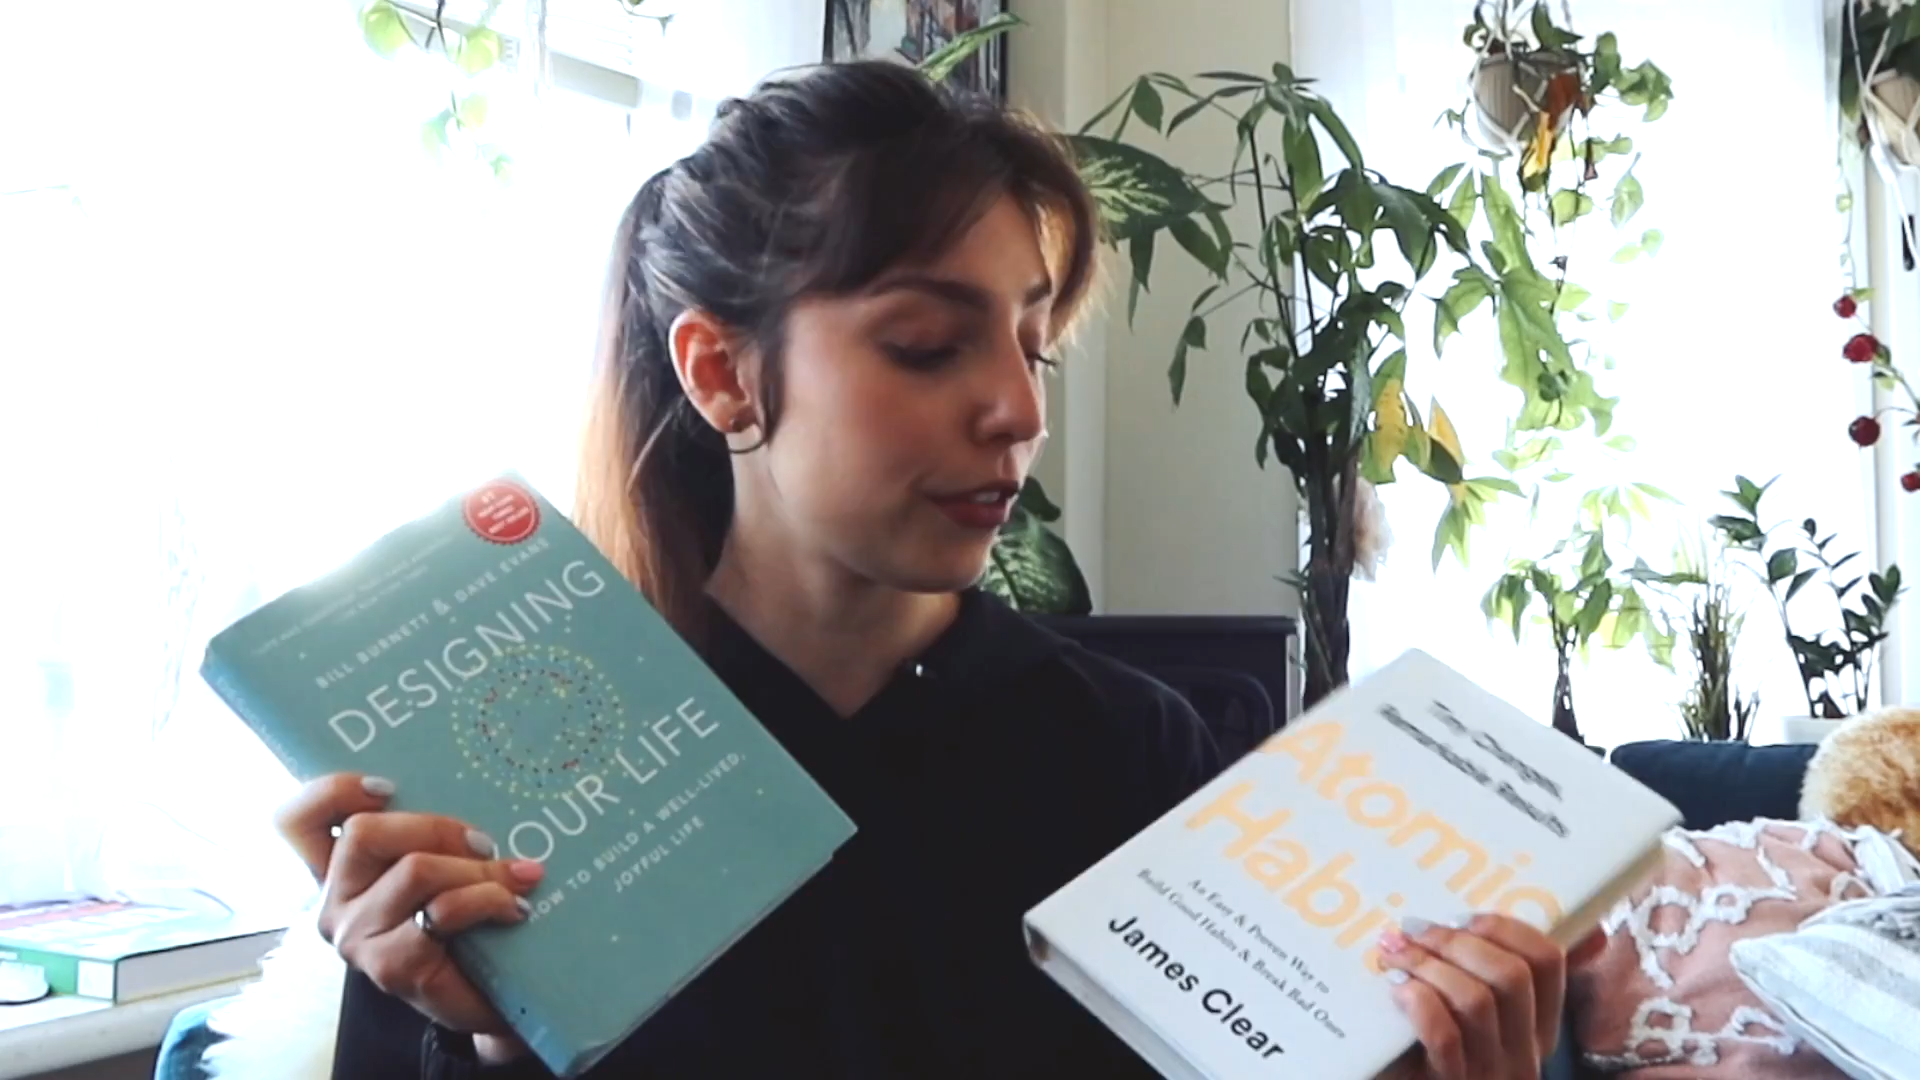 BILL BURNETT & DAVE EVANS
DESIGNING
YOUR LIFE
HOW TO BUILD A WELL-LIVED,
JOYFUL LIFE
Tiny Changes,
Remarkable Results
Atomic
Habi
An Easy & Proven Way to
Build Good Habits & Break Bad Ones
James Clear